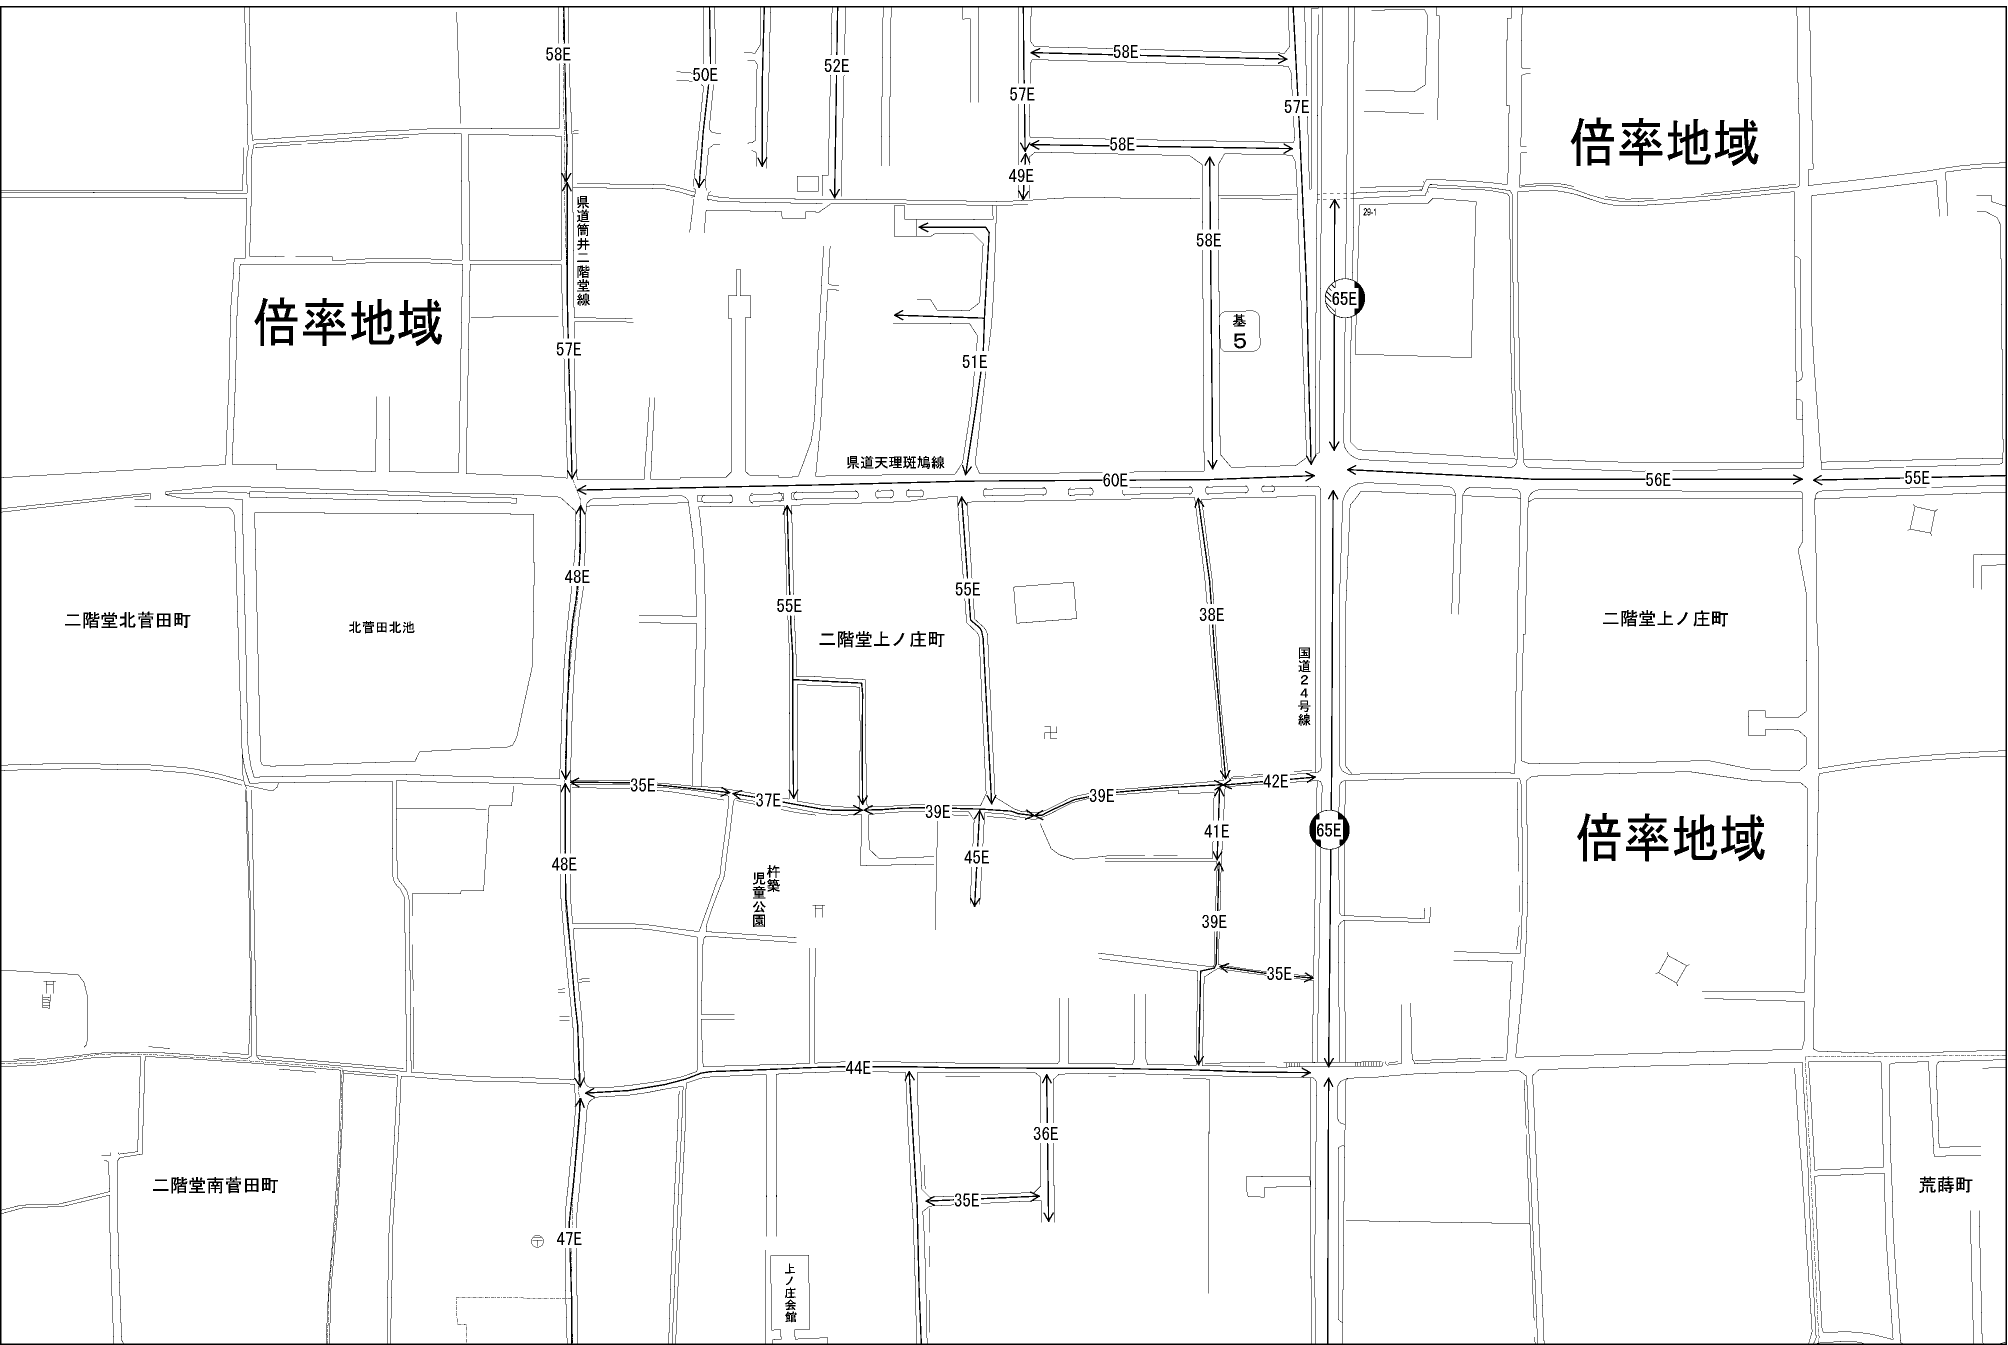 58E
50E
52E
58E
57E
57E
倍率地域
58E
49E
県道筒井二階堂線
29-1
58E
65E
倍率地域
基
5
57E
51E
県道天理斑鳩線
60E
56E
55E
48E
55E
55E
38E
二階堂北菅田町
北菅田北池
二階堂上ノ庄町
二階堂上ノ庄町
国道24号線
35E
37E
39E
39E
42E
41E
65E
倍率地域
48E
45E
杵築
児童公園
39E
35E
44E
36E
二階堂南菅田町
35E
荒蒔町
47E
上ノ庄会館